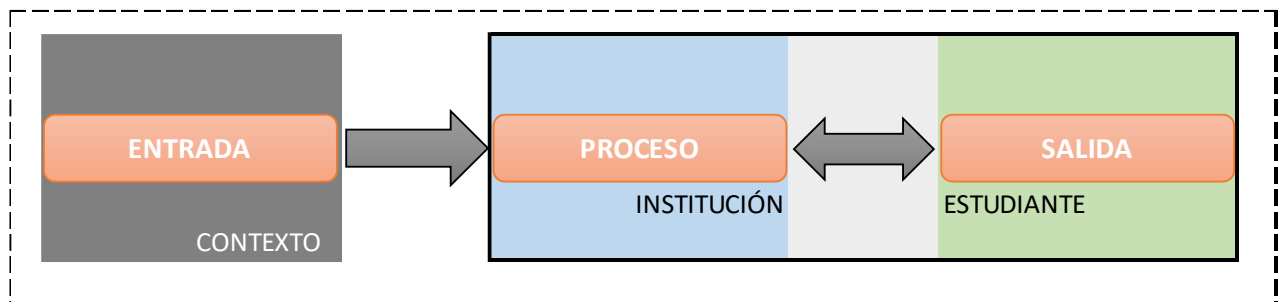 ENTRADA
CONTEXTO
PROCESO
INSTITUCIÓN
SALIDA
ESTUDIANTE